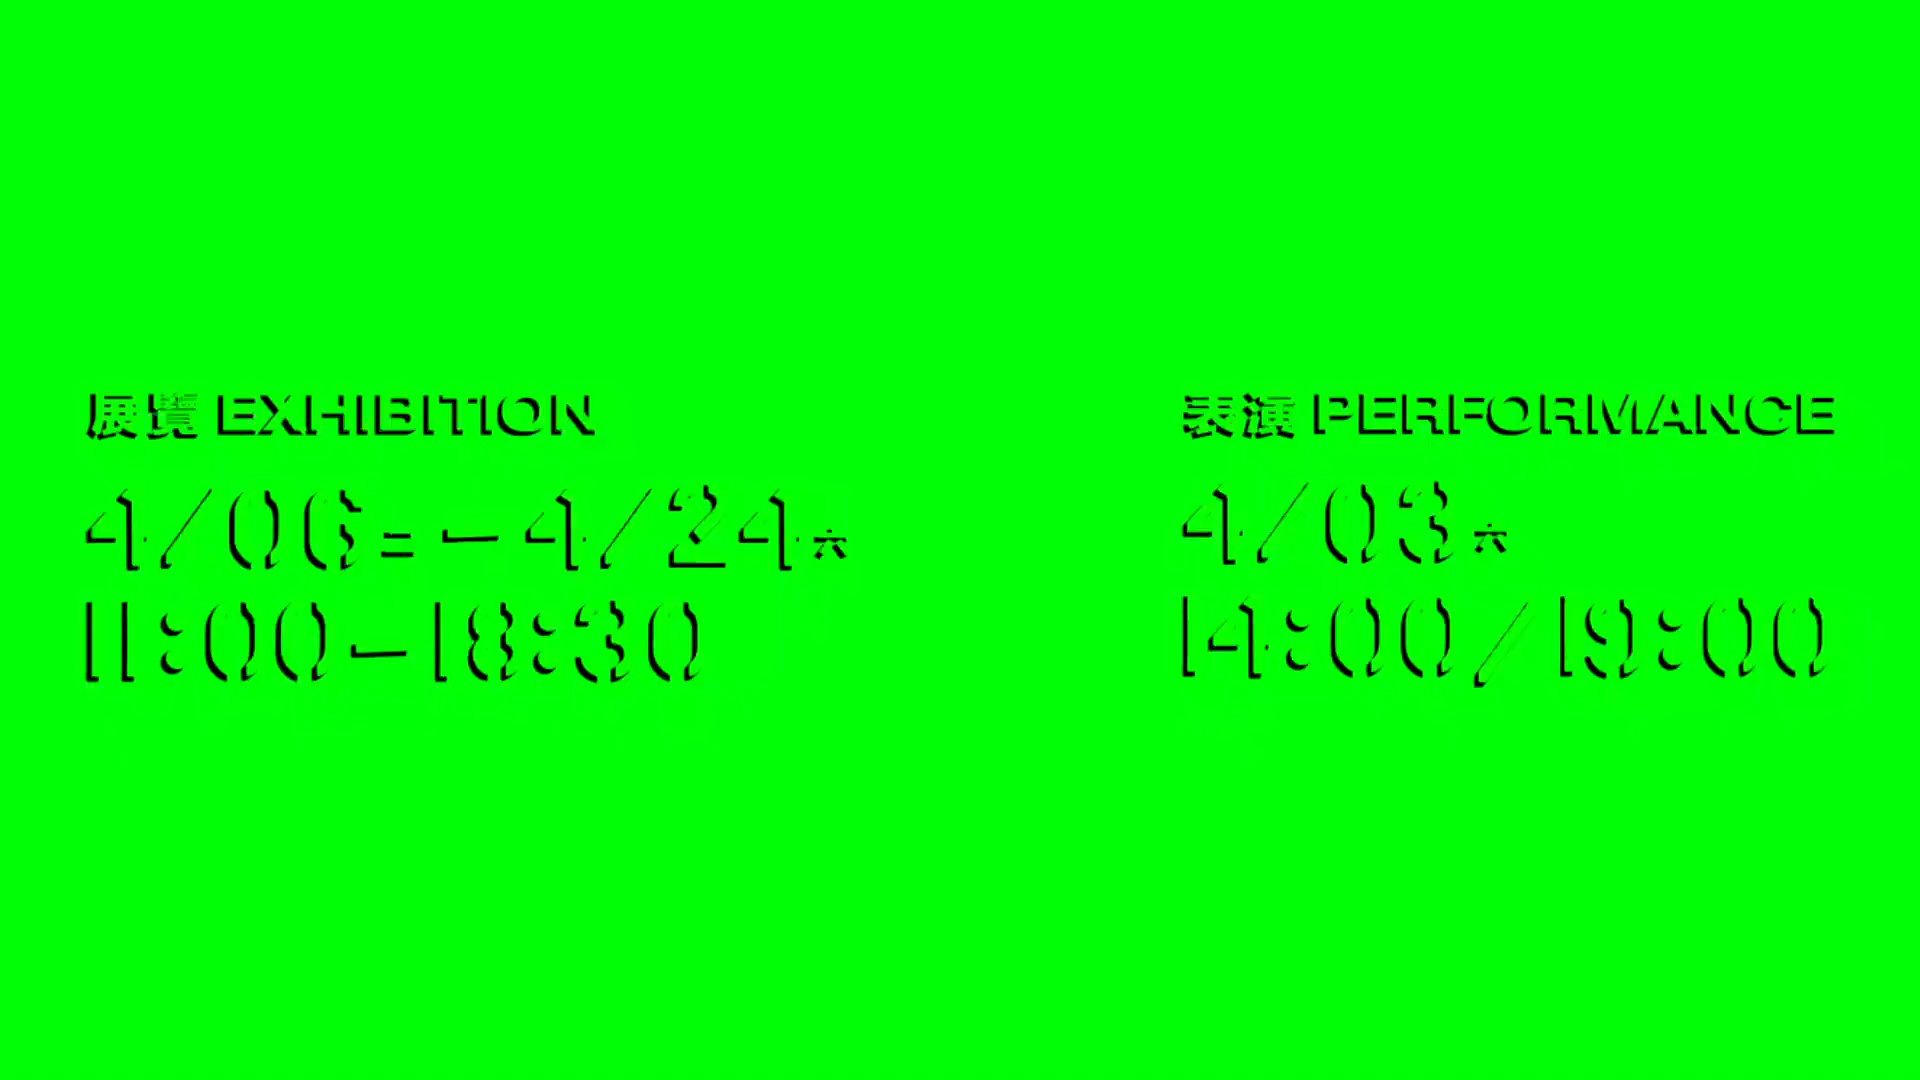 展覽 EXHIBITION
4/06二 – 4/24六
11:00 – 18:30
表演 PERFORMANCE
4/03六
14:00 / 19:00